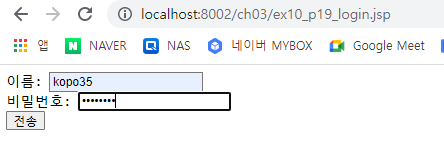 localhost:8002/ch03/ex10_p19_login.jsp
앱 NAVER NAS 네이버 MYBOX Google Meet
이름: kopo35
비밀번호: ••••••••
전송